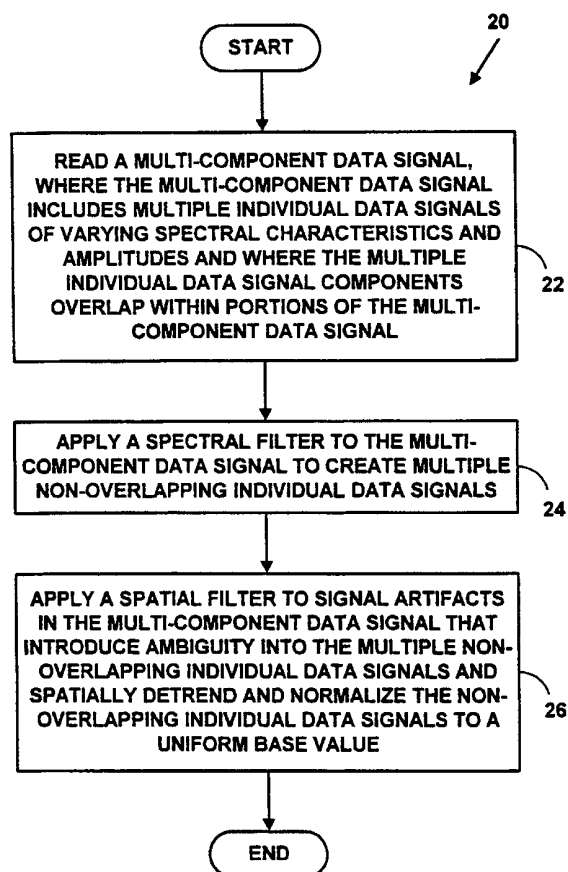 20
START
READ A MULTI-COMPONENT DATA SIGNAL,
WHERE THE MULTI-COMPONENT DATA SIGNAL
INCLUDES MULTIPLE INDIVIDUAL DATA SIGNALS
OF VARYING SPECTRAL CHARACTERISTICS AND
AMPLITUDES AND WHERE THE MULTIPLE
INDIVIDUAL DATA SIGNAL COMPONENTS
OVERLAP WITHIN PORTIONS OF THE MULTI-
COMPONENT DATA SIGNAL
22
APPLY A SPECTRAL FILTER TO THE MULTI-
COMPONENT DATA SIGNAL TO CREATE MULTIPLE
NON-OVERLAPPING INDIVIDUAL DATA SIGNALS
24
APPLY A SPATIAL FILTER TO SIGNAL ARTIFACTS
IN THE MULTI-COMPONENT DATA SIGNAL THAT
INTRODUCE AMBIGUITY INTO THE MULTIPLE NON-
OVERLAPPING INDIVIDUAL DATA SIGNALS AND
SPATIALLY DETREND AND NORMALIZE THE NON-
OVERLAPPING INDIVIDUAL DATA SIGNALS TO A
UNIFORM BASE VALUE
26
END